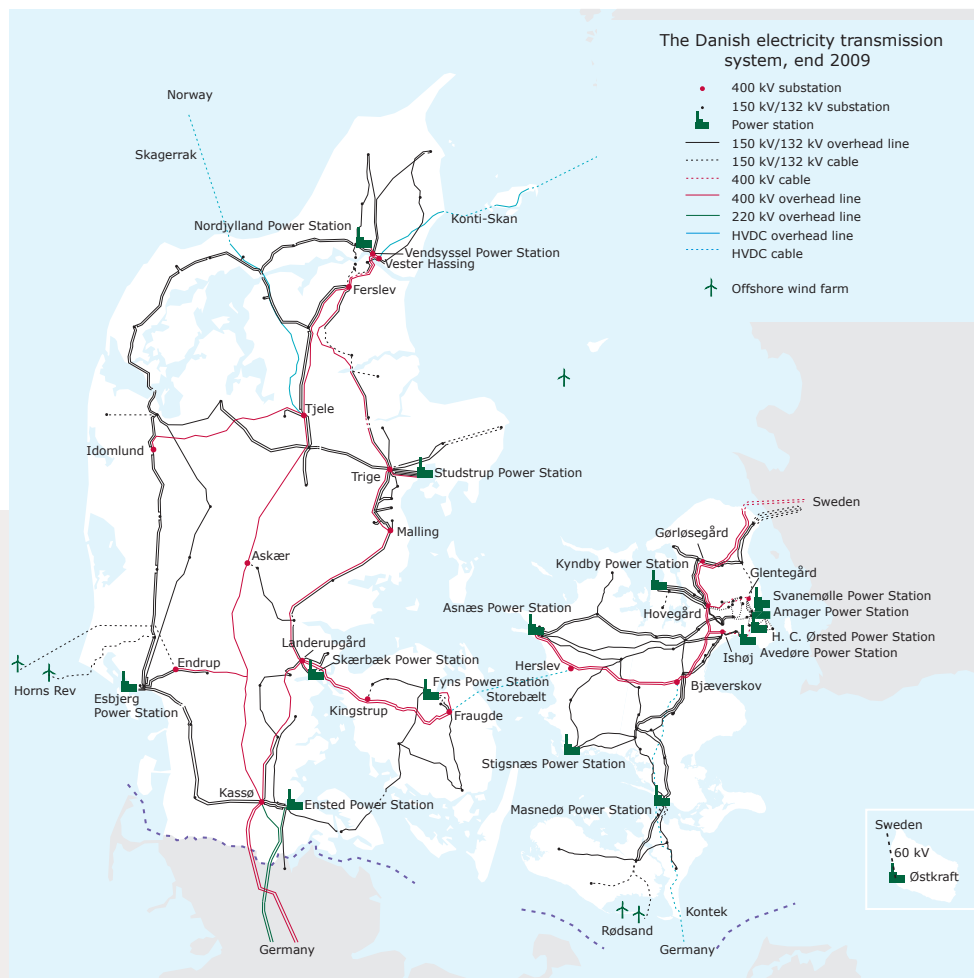 The Danish electricity transmission
system, end 2009
400 kV substation
150 kV/132 kV substation
Power station
150 kV/132 kV overhead line
150 kV/132 kV cable
400 kV cable
400 kV overhead line
220 kV overhead line
HVDC overhead line
HVDC cable
Offshore wind farm
Norway
Skagerrak
Konti-Skan
Nordjylland Power Station
Vendsyssel Power Station
Vester Hassing
Ferslev
Tjele
Idomlund
Trige
Studstrup Power Station
Malling
Askær
Sweden
Gørløsegård
Kyndby Power Station
Glentegård
Svanemølle Power Station
Asnæs Power Station
Hovegård
Amager Power Station
H. C. Ørsted Power Station
Ishøj
Avedøre Power Station
Landerupgård
Skærbæk Power Station
Endrup
Herslev
Horns Rev
Fyns Power Station
Storebælt
Bjæverskov
Esbjerg
Power Station
Kingstrup
Fraugde
Stigsnæs Power Station
Kassø
Ensted Power Station
Masnedø Power Station
Sweden
60 kV
Østkraft
Kontek
Rødsand
Germany
Germany